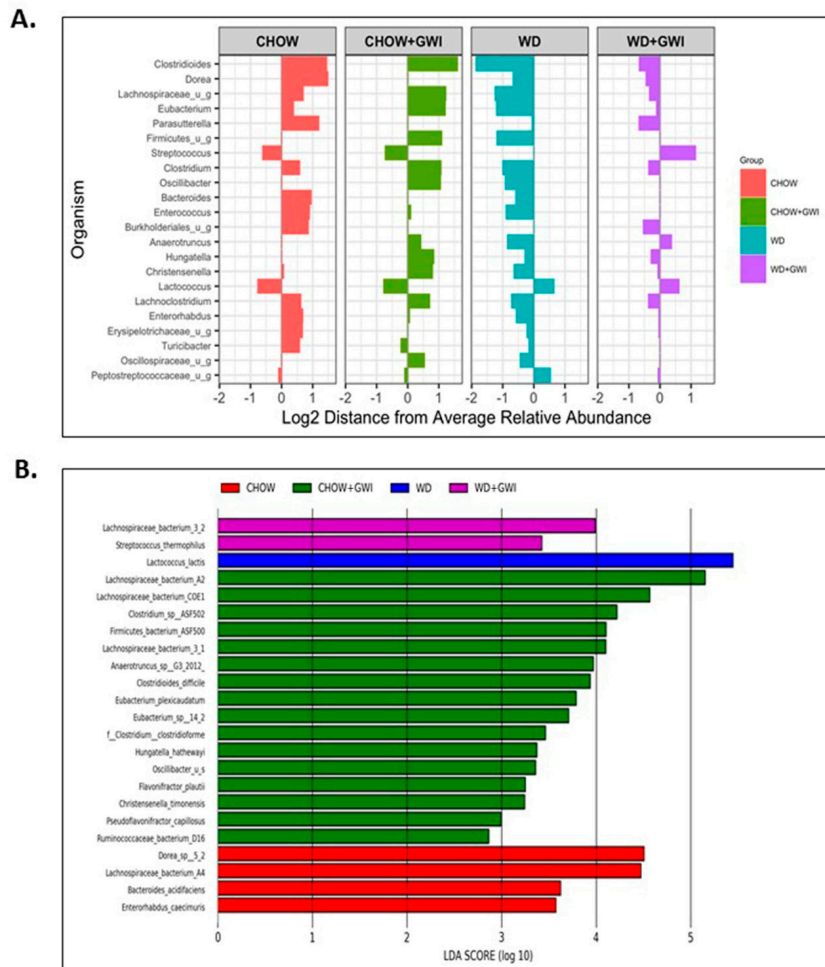 A.
CHOW CHOW+GWI WD WD+GWI
Organism
Clostridioides
Dorea
Lachnospiraceae_u_g
Eubacterium
Parasutterella
Firmicutes_u_g
Streptococcus
Clostridium
Oscillibacter
Bacteroides
Enterococcus
Burkholderiales_u_g
Anaerotruncus
Hungatella
Christensenella
Lactococcus
Lachnoclostridium
Enterorhabdus
Erysipelotrichaceae_u_g
Turicibacter
Oscillospiraceae_u_g
Peptostreptococcaceae_u_g
-2 -1 0 1 -2 -1 0 1 -2 -1 0 1 -2 -1 0 1
Log2 Distance from Average Relative Abundance
Group
CHOW
CHOW+GWI
WD
WD+GWI
B.
CHOW CHOW+GWI WD WD+GWI
Lachnospiraceae_bacterium_3_2
Streptococcus_thermophilus
Lactococcus_lactis
Lachnospiraceae_bacterium_A2
Lachnospiraceae_bacterium_COE1
Clostridium_sp__ASF502
Firmicutes_bacterium_ASF500
Lachnospiraceae_bacterium_3_1
Anaerotruncus_sp__G3_2012_
Clostridioides_difficile
Eubacterium_plexicaudatum
Eubacterium_sp__14_2
f__Clostridium__clostridioforme
Hungatella_hathewayi
Oscillibacter_u_s
Flavonifractor_plautii
Christensenella_timonensis
Pseudoflavonifractor_capillosus
Ruminococcaceae_bacterium_D16
Dorea_sp__5_2
Lachnospiraceae_bacterium_A4
Bacteroides_acidifaciens
Enterorhabdus_caecimuris
0 1 2 3 4 5
LDA SCORE (log 10)